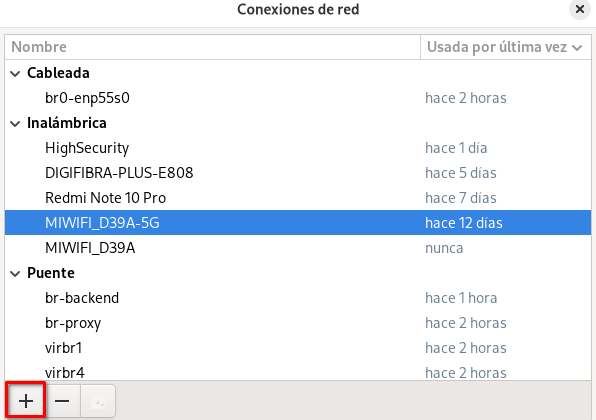 Conexiones de red
Nombre Usada por última vez
Cableada
br0-enp55s0 hace 2 horas
Inalámbrica
HighSecurity hace 1 día
DIGIFIBRA-PLUS-E808 hace 5 días
Redmi Note 10 Pro hace 7 días
MIWIFI_D39A-5G hace 12 días
MIWIFI_D39A nunca
Puente
br-backend hace 1 hora
br-proxy hace 2 horas
virbr1 hace 2 horas
virbr4 hace 2 horas